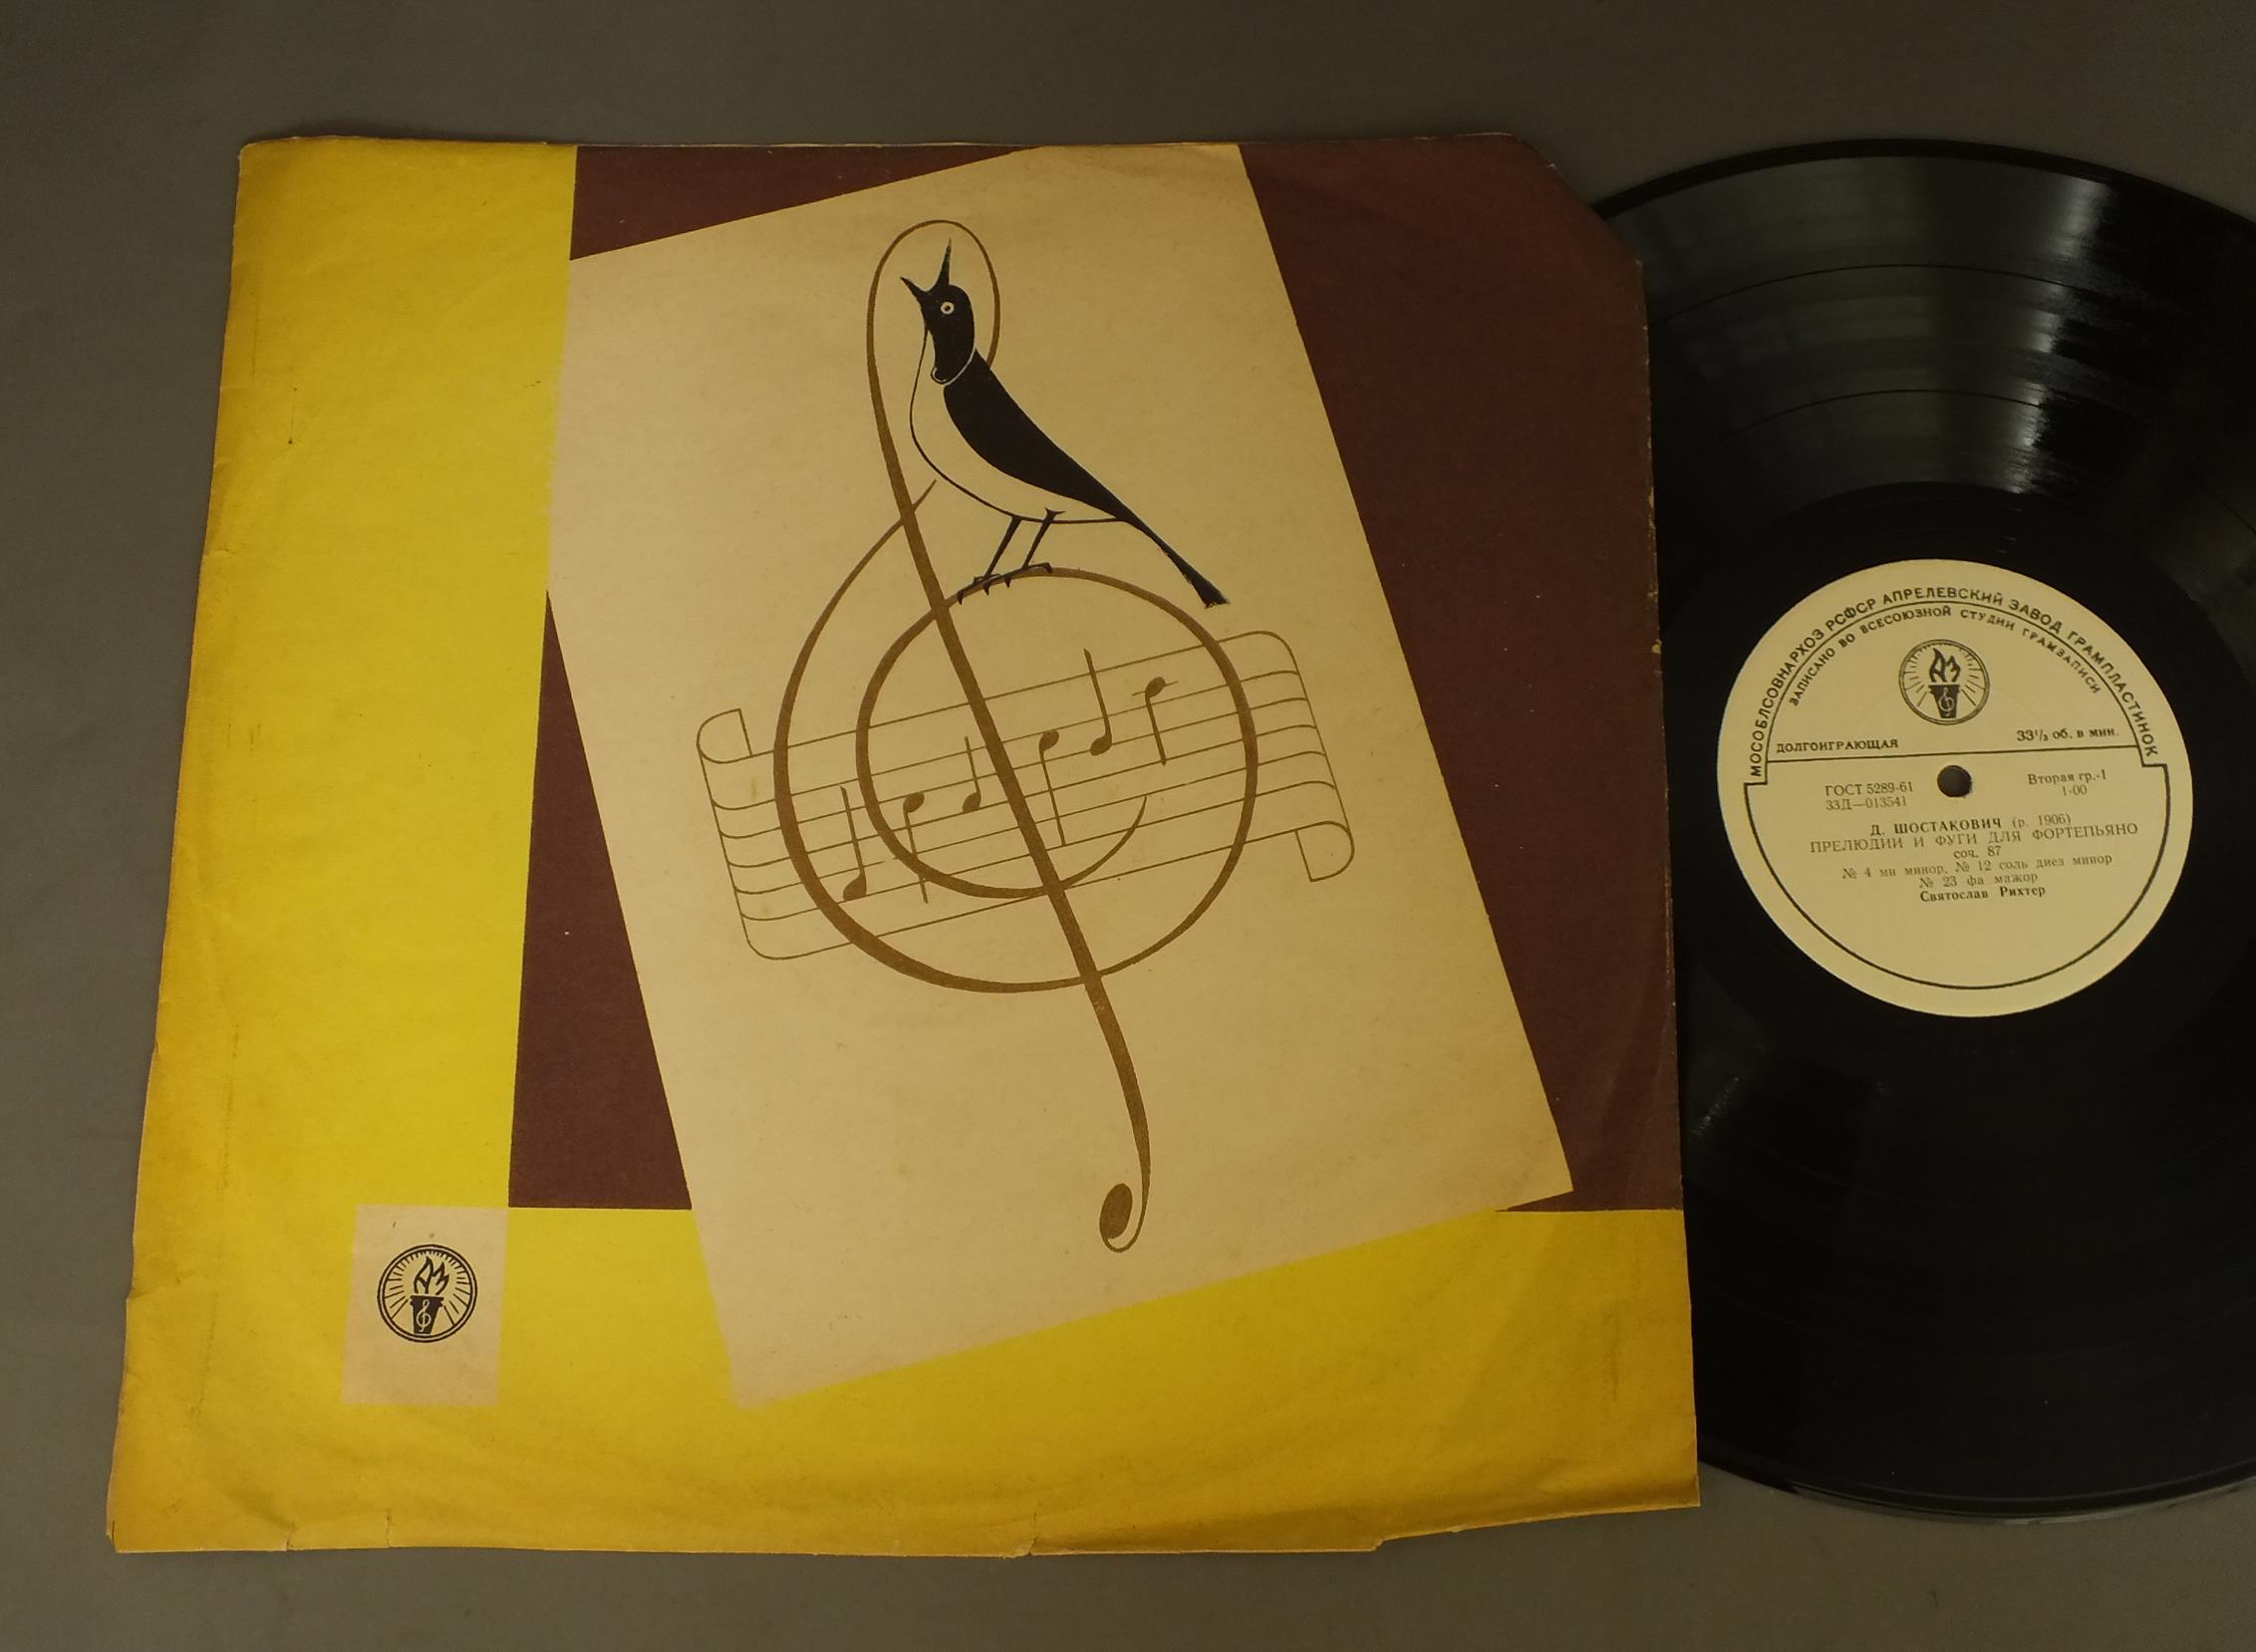 МОСОБЛСОВНАРХОЗ РСФСР АПРЕЛЕВСКИЙ ЗАВОД ГРАМПЛАСТИНОК
ЗАПИСАНО ВО ВСЕСОЮЗНОЙ СТУДИИ ГРАМЗАПИСИ
ДОЛГОИГРАЮЩАЯ 33⅓ об. в мин.
ГОСТ 5289-61 Вторая гр.-1
33Д—013541 1-00
Д. ШОСТАКОВИЧ (р. 1906)
ПРЕЛЮДИИ И ФУГИ ДЛЯ ФОРТЕПЬЯНО
соч. 87
№ 4 ми минор, № 12 соль диез минор
№ 23 фа мажор
Святослав Рихтер